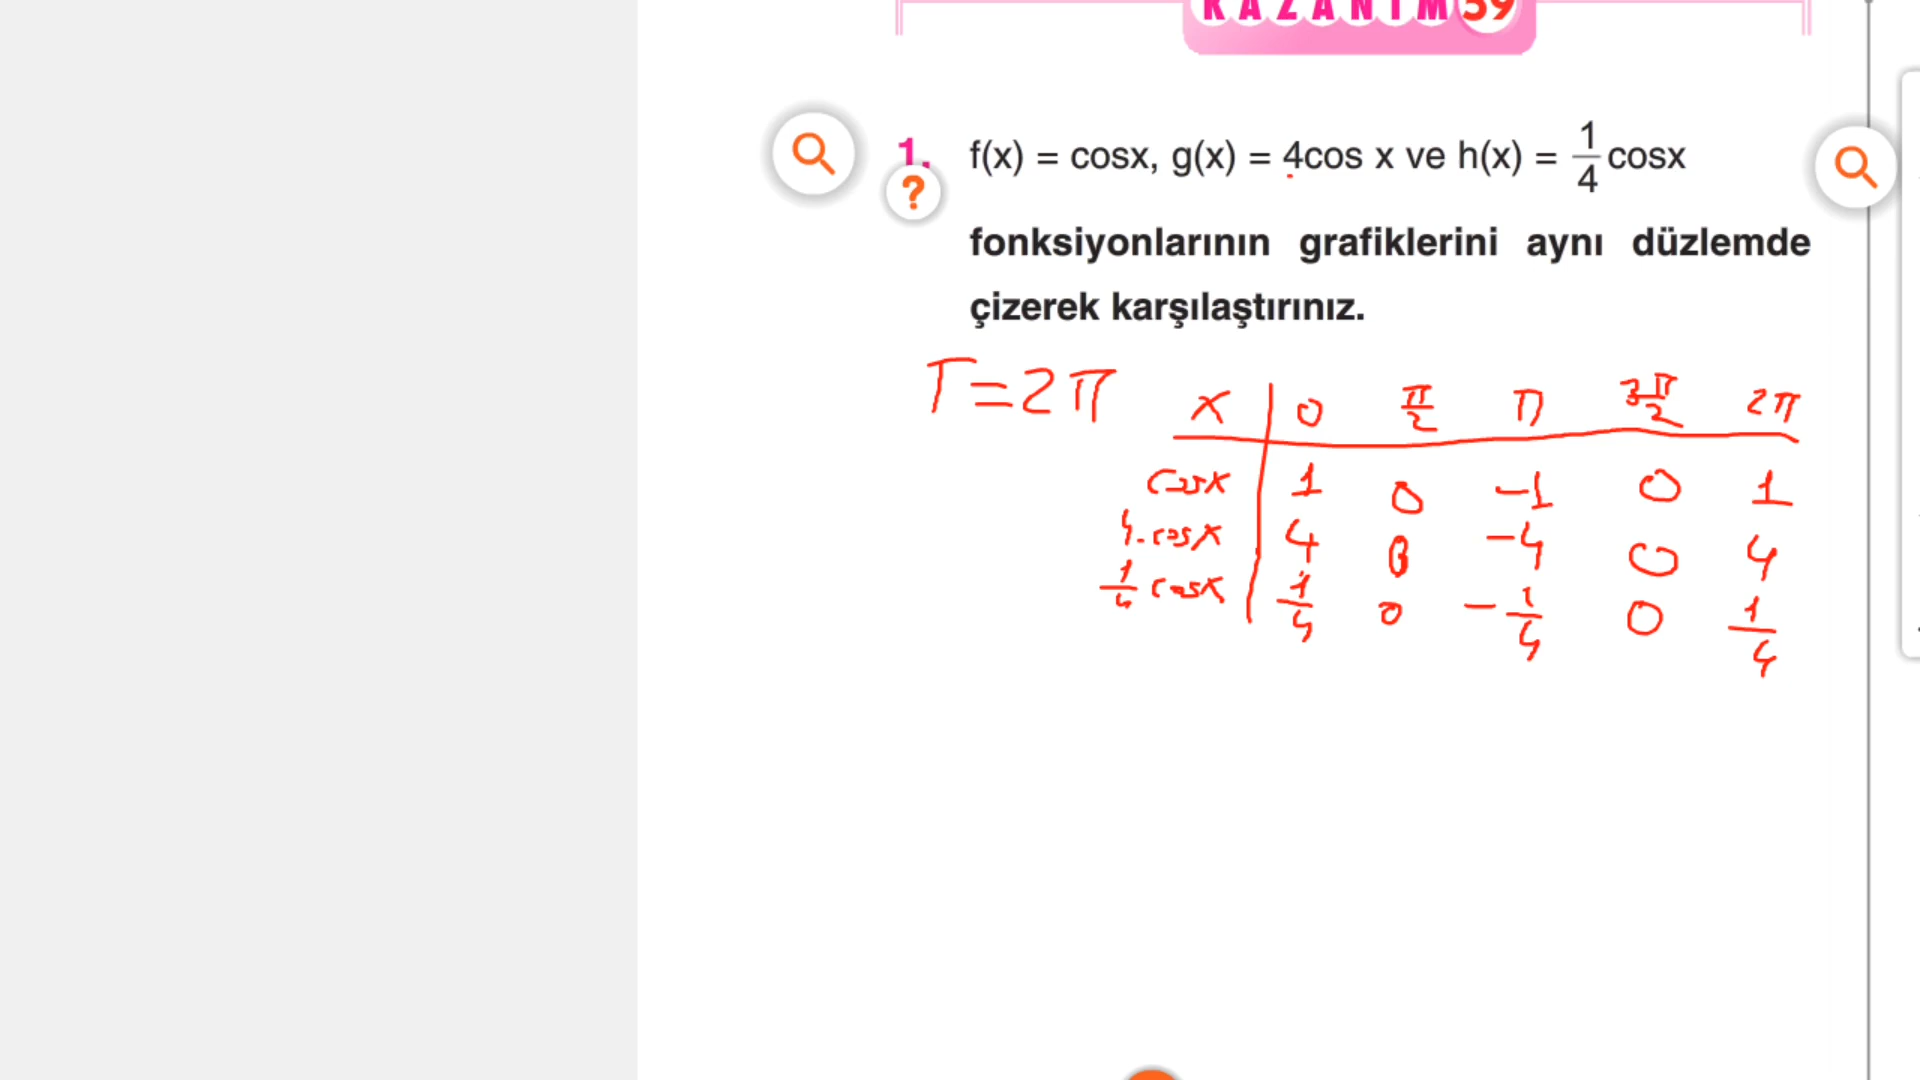 KAZANIM 59
1. f(x) = cosx, g(x) = 4cos x ve h(x) = 1/4 cosx
?
fonksiyonlarının grafiklerini aynı düzlemde
çizerek karşılaştırınız.
T=2π
x 0 π/2 π 3π/2 2π
cosx 1 0 -1 0 1
4.cosx 4 0 -4 0 4
1/4 cosx 1/4 0 -1/4 0 1/4